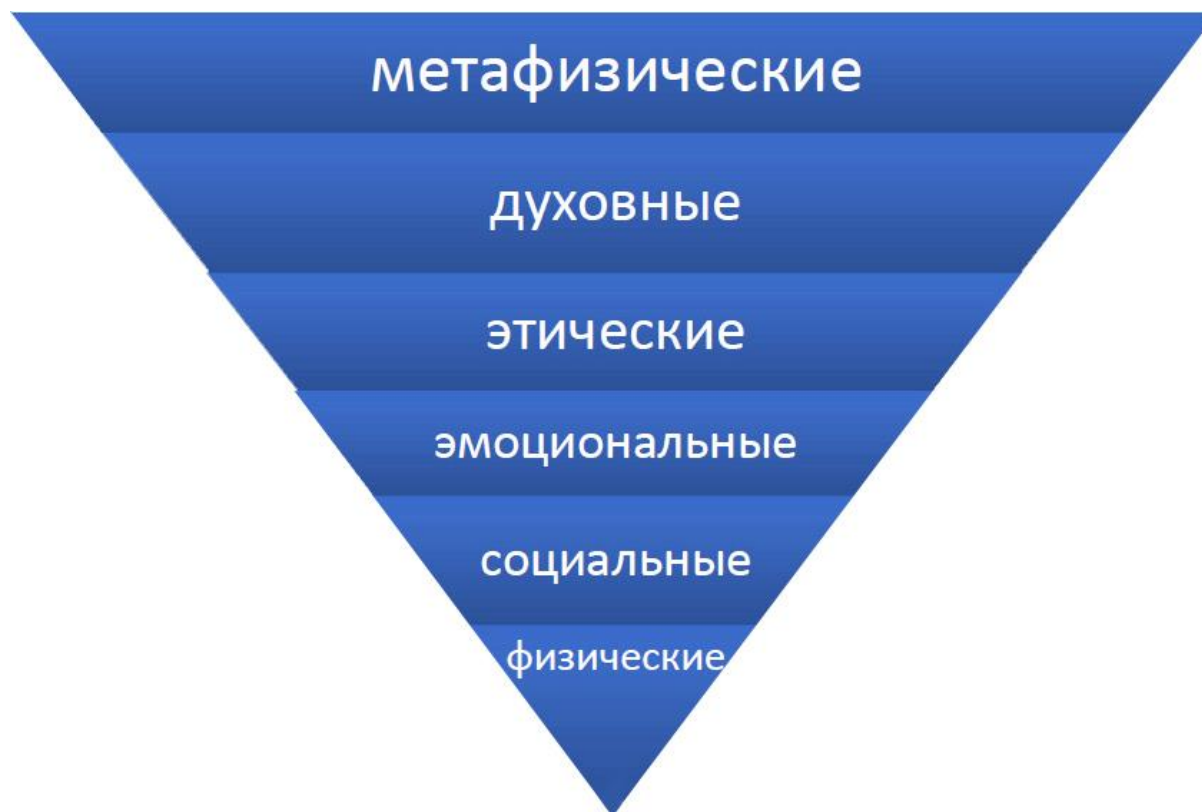 метафизические
духовные
этические
эмоциональные
социальные
физические